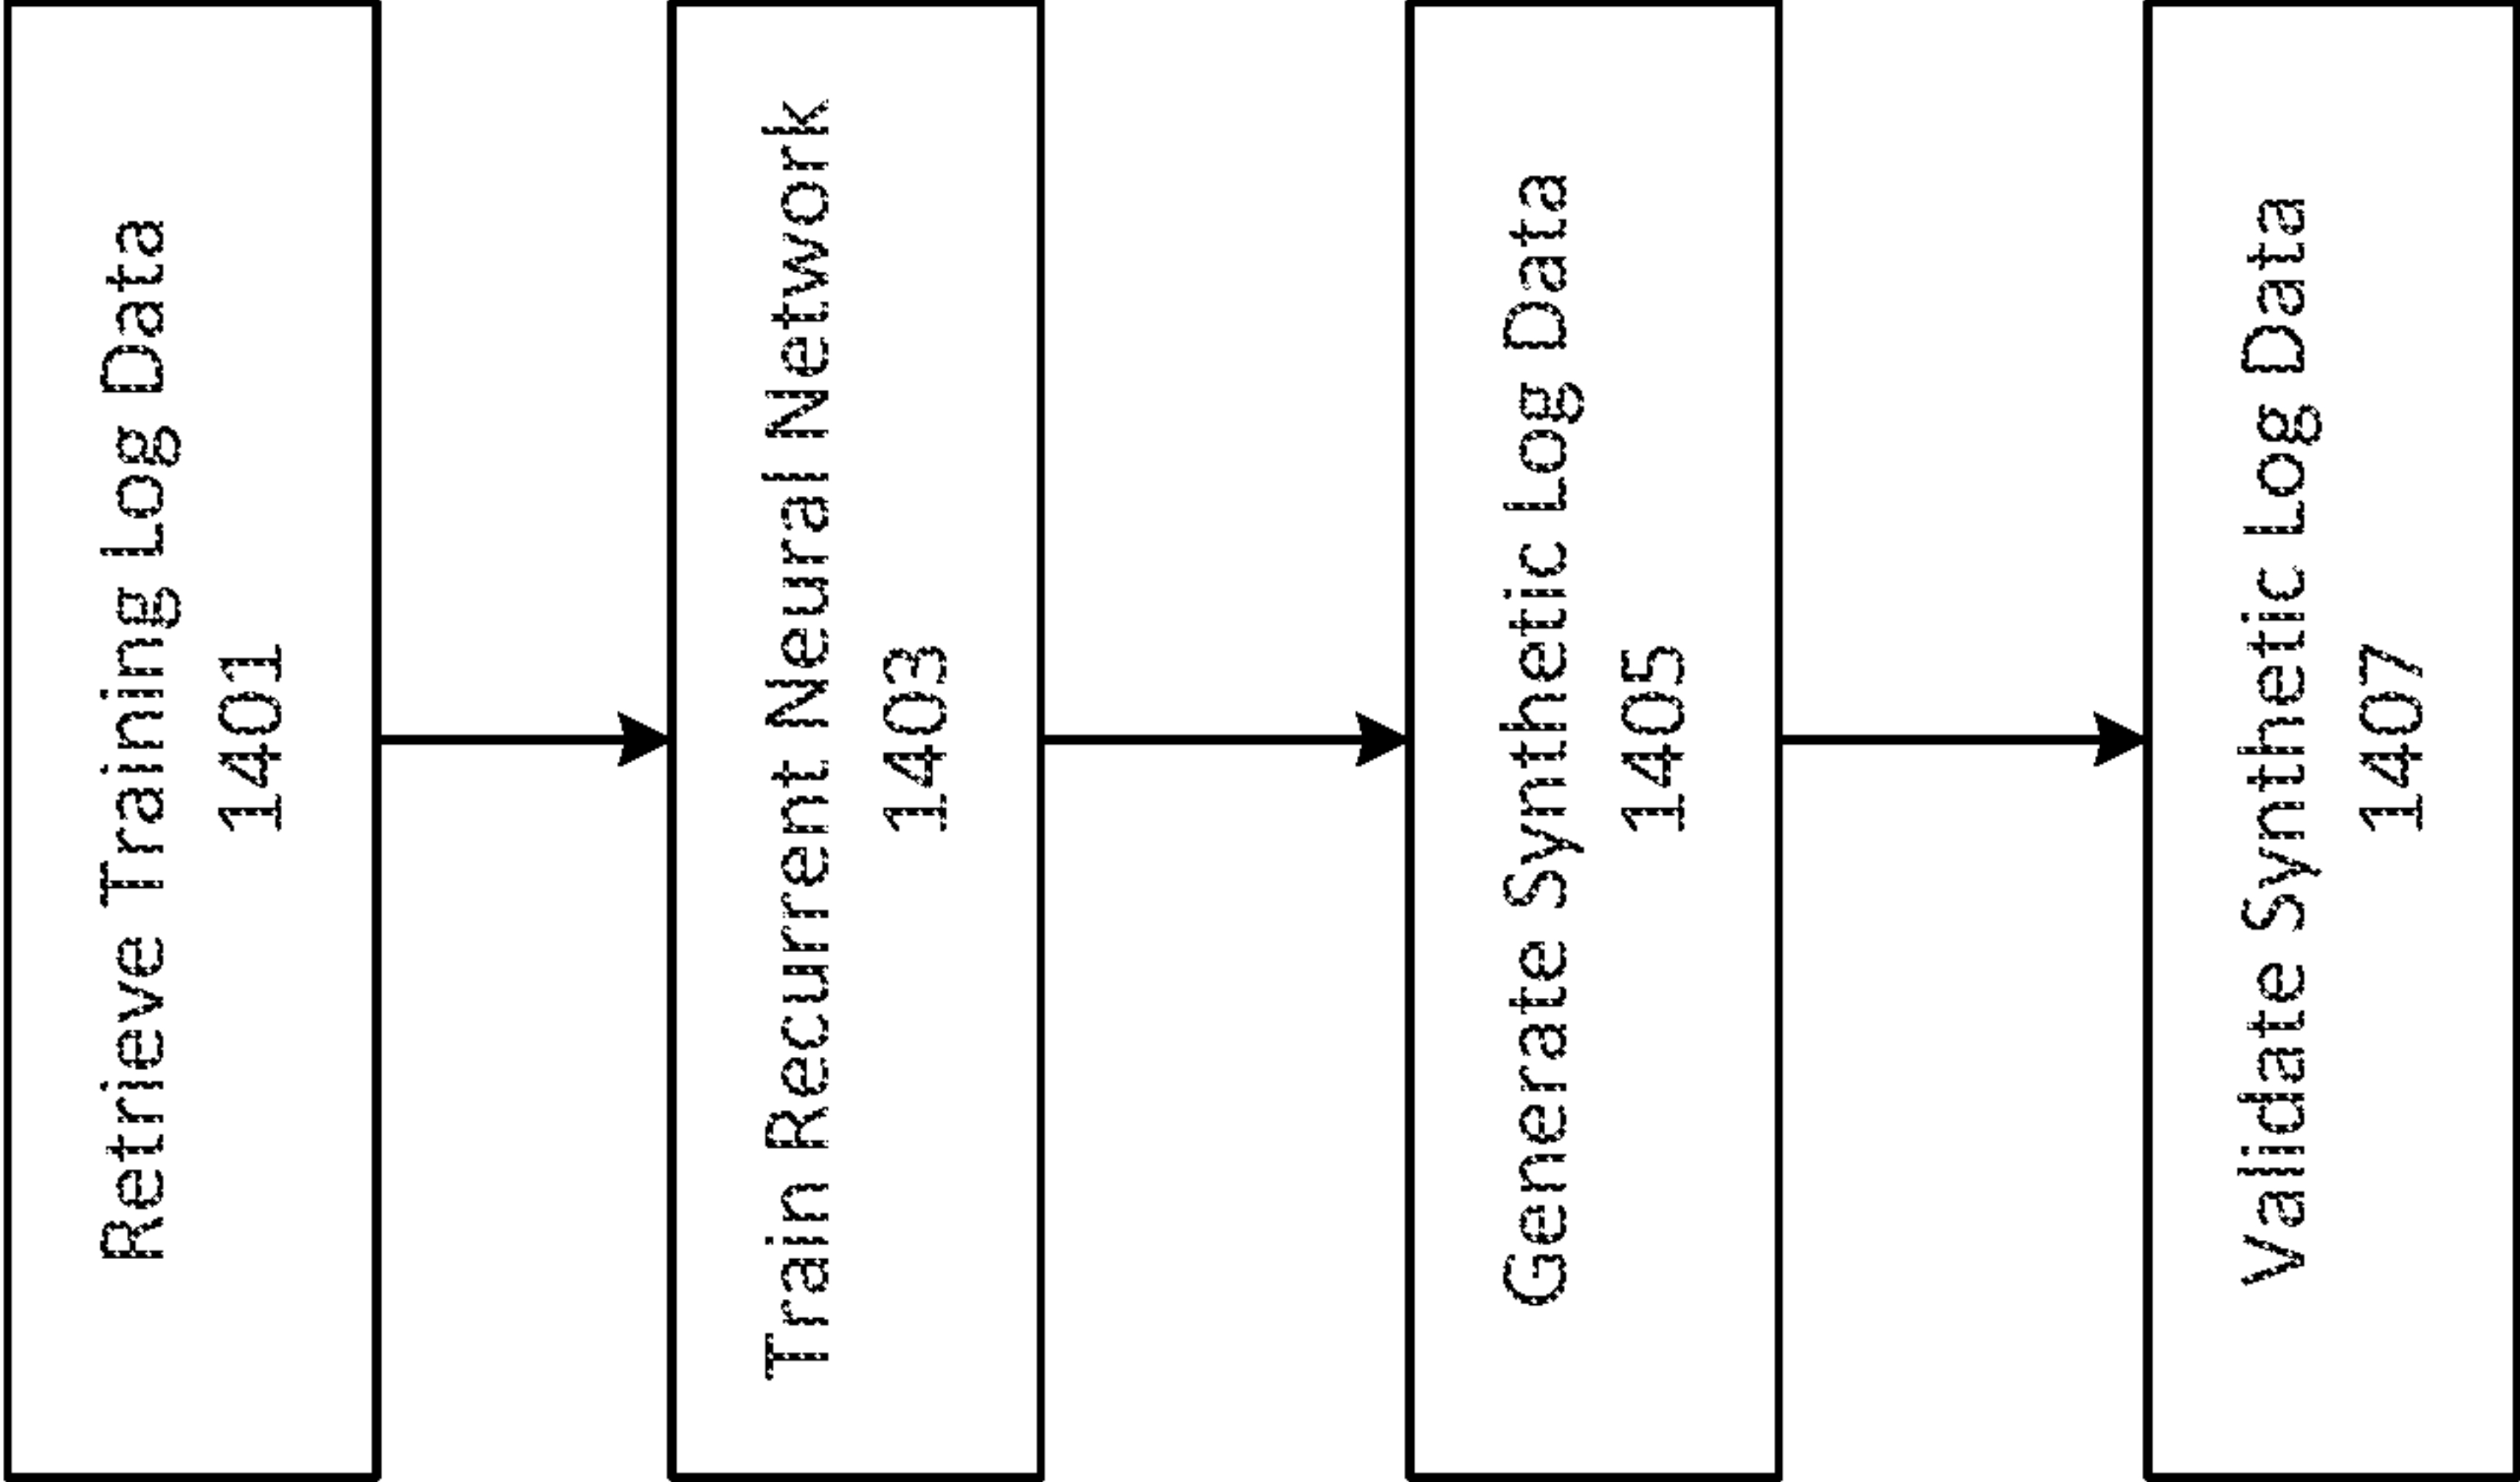 Retrieve Training Log Data
1401
Train Recurrent Neural Network
1403
Generate Synthetic Log Data
1405
Validate Synthetic Log Data
1407